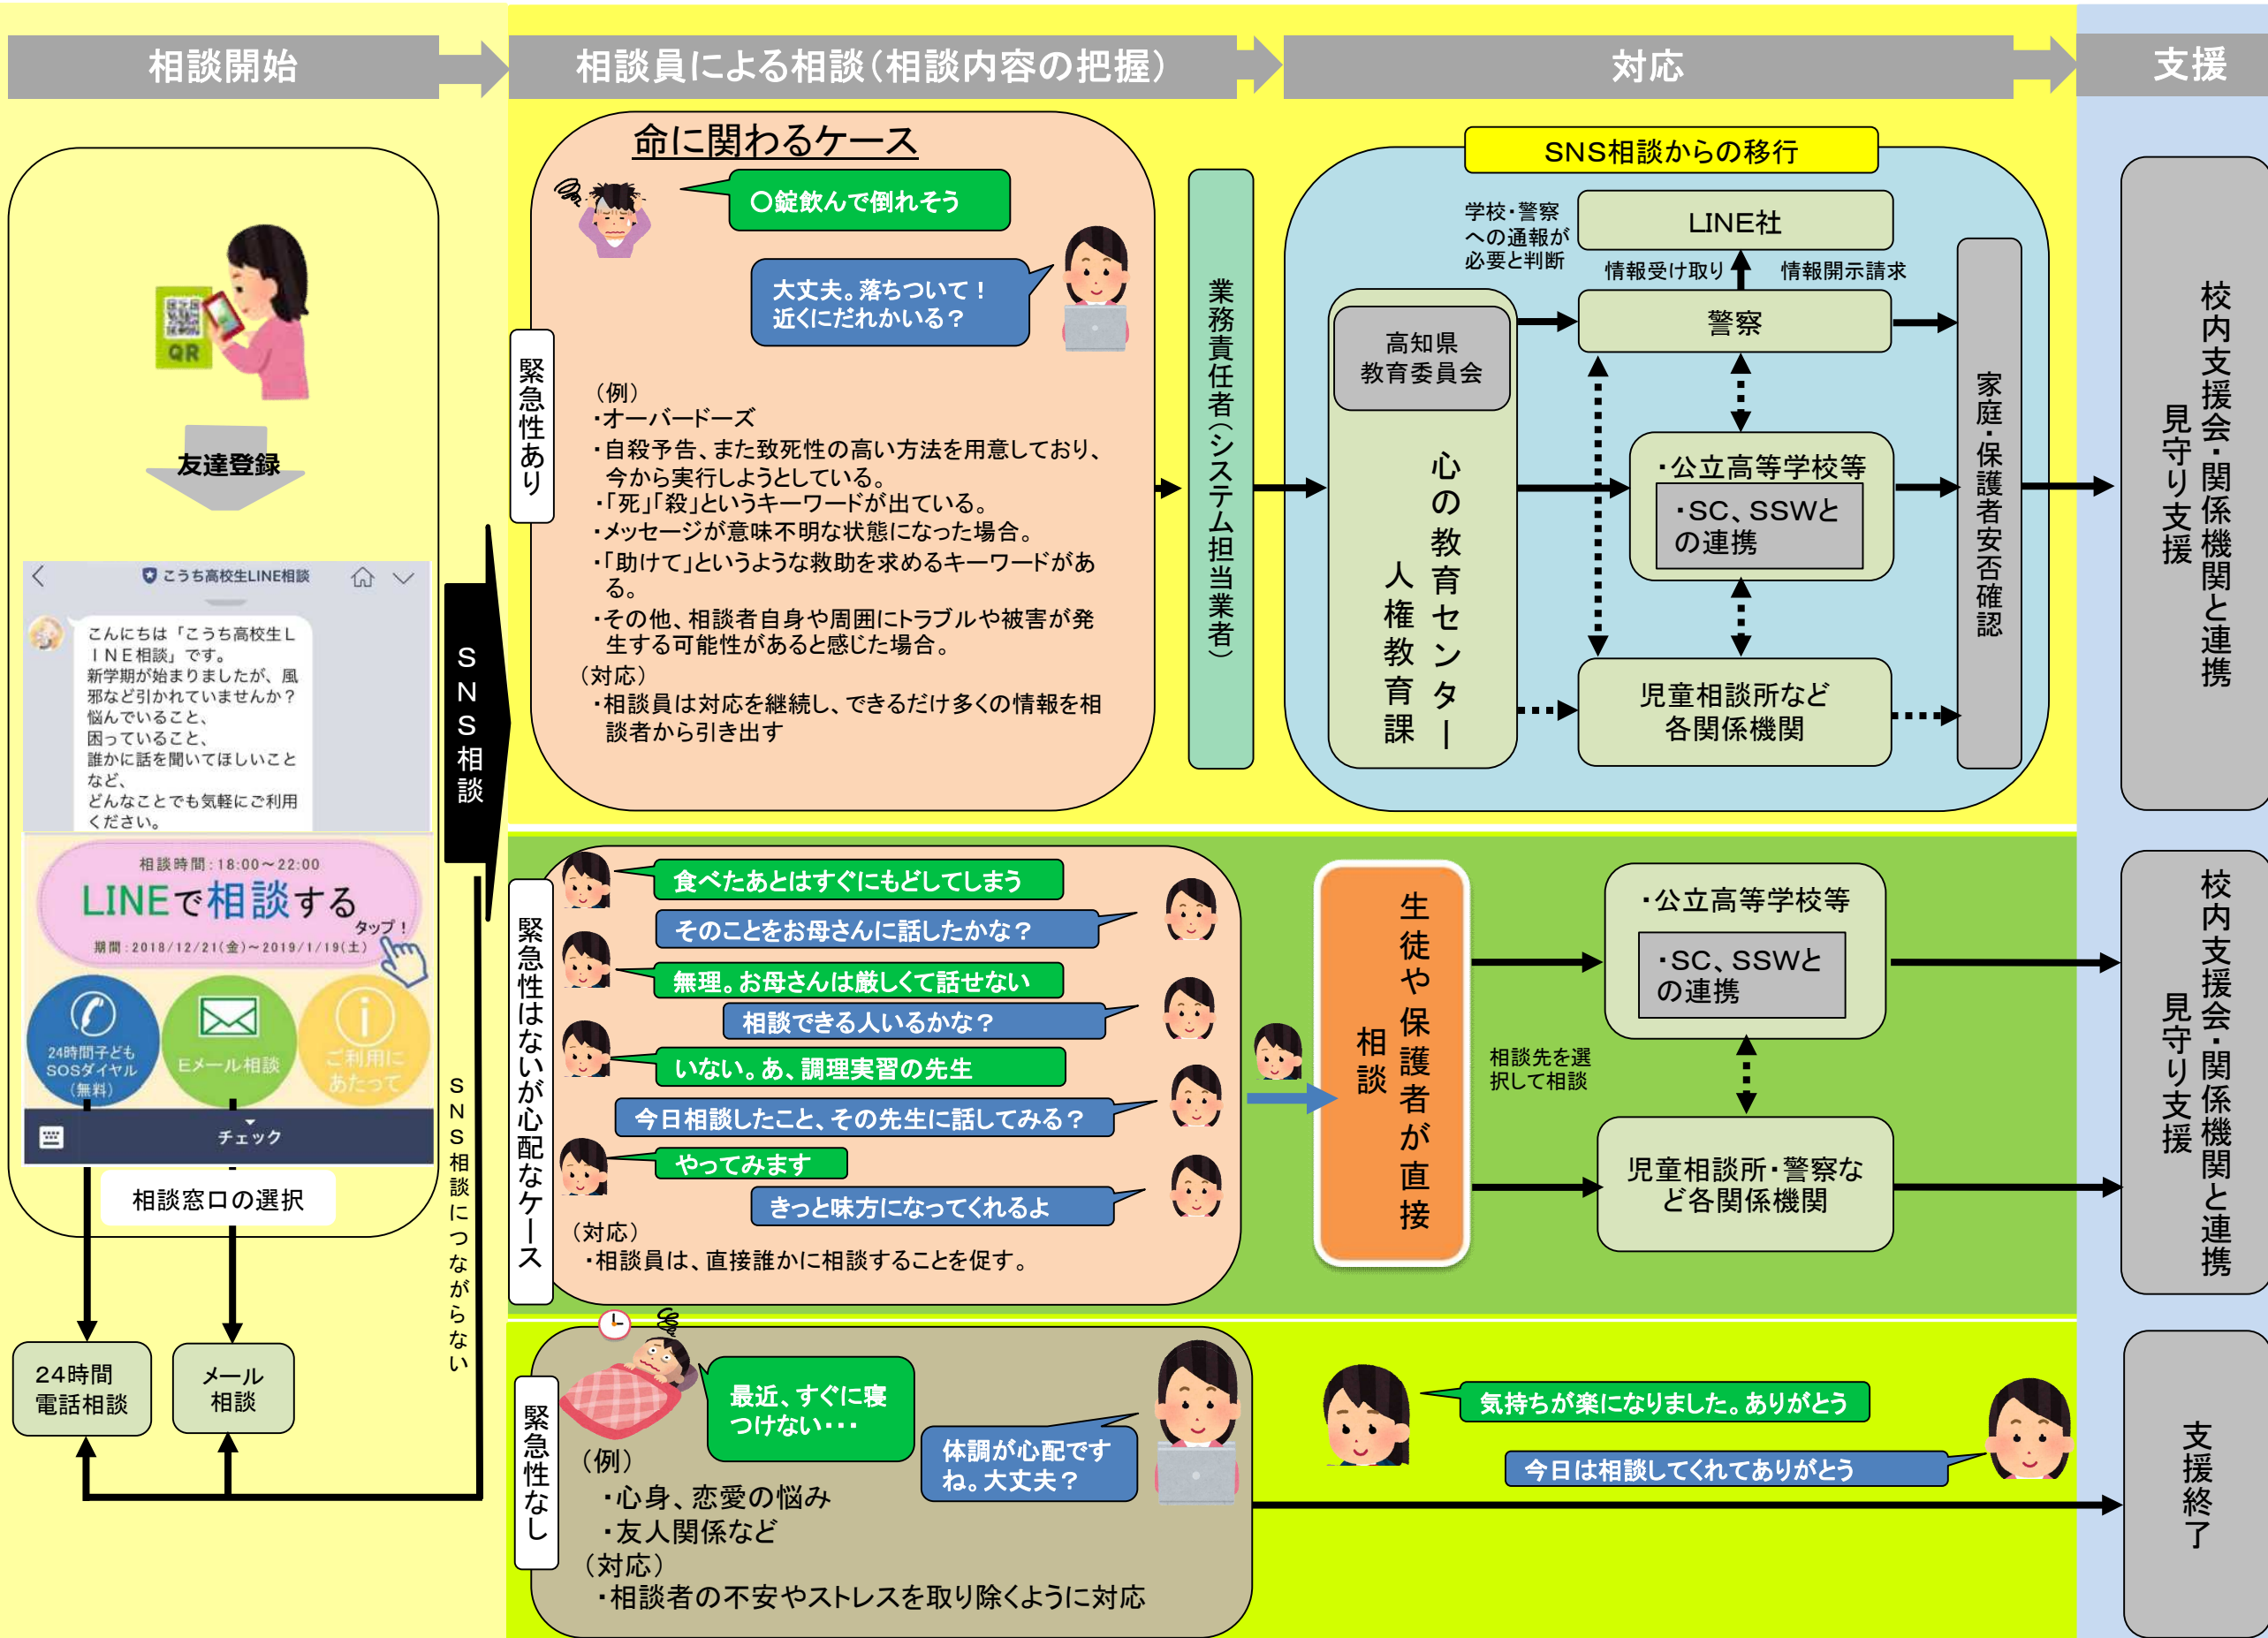 相談開始
相談員による相談(相談内容の把握)
対応
支援
QR
友達登録
こうち高校生LINE相談
こんにちは「こうち高校生L
INE相談」です。
新学期が始まりましたが、風
邪など引かれていませんか?
悩んでいること、
困っていること、
誰かに話を聞いてほしいこと
など、
どんなことでも気軽にご利用
ください。
相談時間:18:00~22:00
LINEで相談する
タップ!
期間:2018/12/21(金)~2019/1/19(土)
24時間子ども
SOSダイヤル
(無料)
Eメール相談
ご利用に
あたって
チェック
相談窓口の選択
24時間
電話相談
メール
相談
SNS相談
SNS相談につながらない
緊急性あり
命に関わるケース
○錠飲んで倒れそう
大丈夫。落ちついて!
近くにだれかいる?
(例)
・オーバードーズ
・自殺予告、また致死性の高い方法を用意しており、
今から実行しようとしている。
・「死」「殺」というキーワードが出ている。
・メッセージが意味不明な状態になった場合。
・「助けて」というような救助を求めるキーワードがあ
る。
・その他、相談者自身や周囲にトラブルや被害が発
生する可能性があると感じた場合。
(対応)
・相談員は対応を継続し、できるだけ多くの情報を相
談者から引き出す
業務責任者(システム担当業者)
SNS相談からの移行
学校・警察
への通報が
必要と判断
LINE社
情報受け取り
情報開示請求
高知県
教育委員会
心の教育センター
人権教育課
警察
・公立高等学校等
・SC、SSWと
の連携
児童相談所など
各関係機関
家庭・保護者安否確認
校内支援会・関係機関と連携
見守り支援
緊急性はないが心配なケース
食べたあとはすぐにもどしてしまう
そのことをお母さんに話したかな?
無理。お母さんは厳しくて話せない
相談できる人いるかな?
いない。あ、調理実習の先生
今日相談したこと、その先生に話してみる?
やってみます
きっと味方になってくれるよ
(対応)
・相談員は、直接誰かに相談することを促す。
生徒や保護者が直接
相談
相談先を選
択して相談
・公立高等学校等
・SC、SSWと
の連携
児童相談所・警察な
ど各関係機関
校内支援会・関係機関と連携
見守り支援
緊急性なし
最近、すぐに寝
つけない・・・
体調が心配です
ね。大丈夫?
(例)
・心身、恋愛の悩み
・友人関係など
(対応)
・相談者の不安やストレスを取り除くように対応
気持ちが楽になりました。ありがとう
今日は相談してくれてありがとう
支援終了